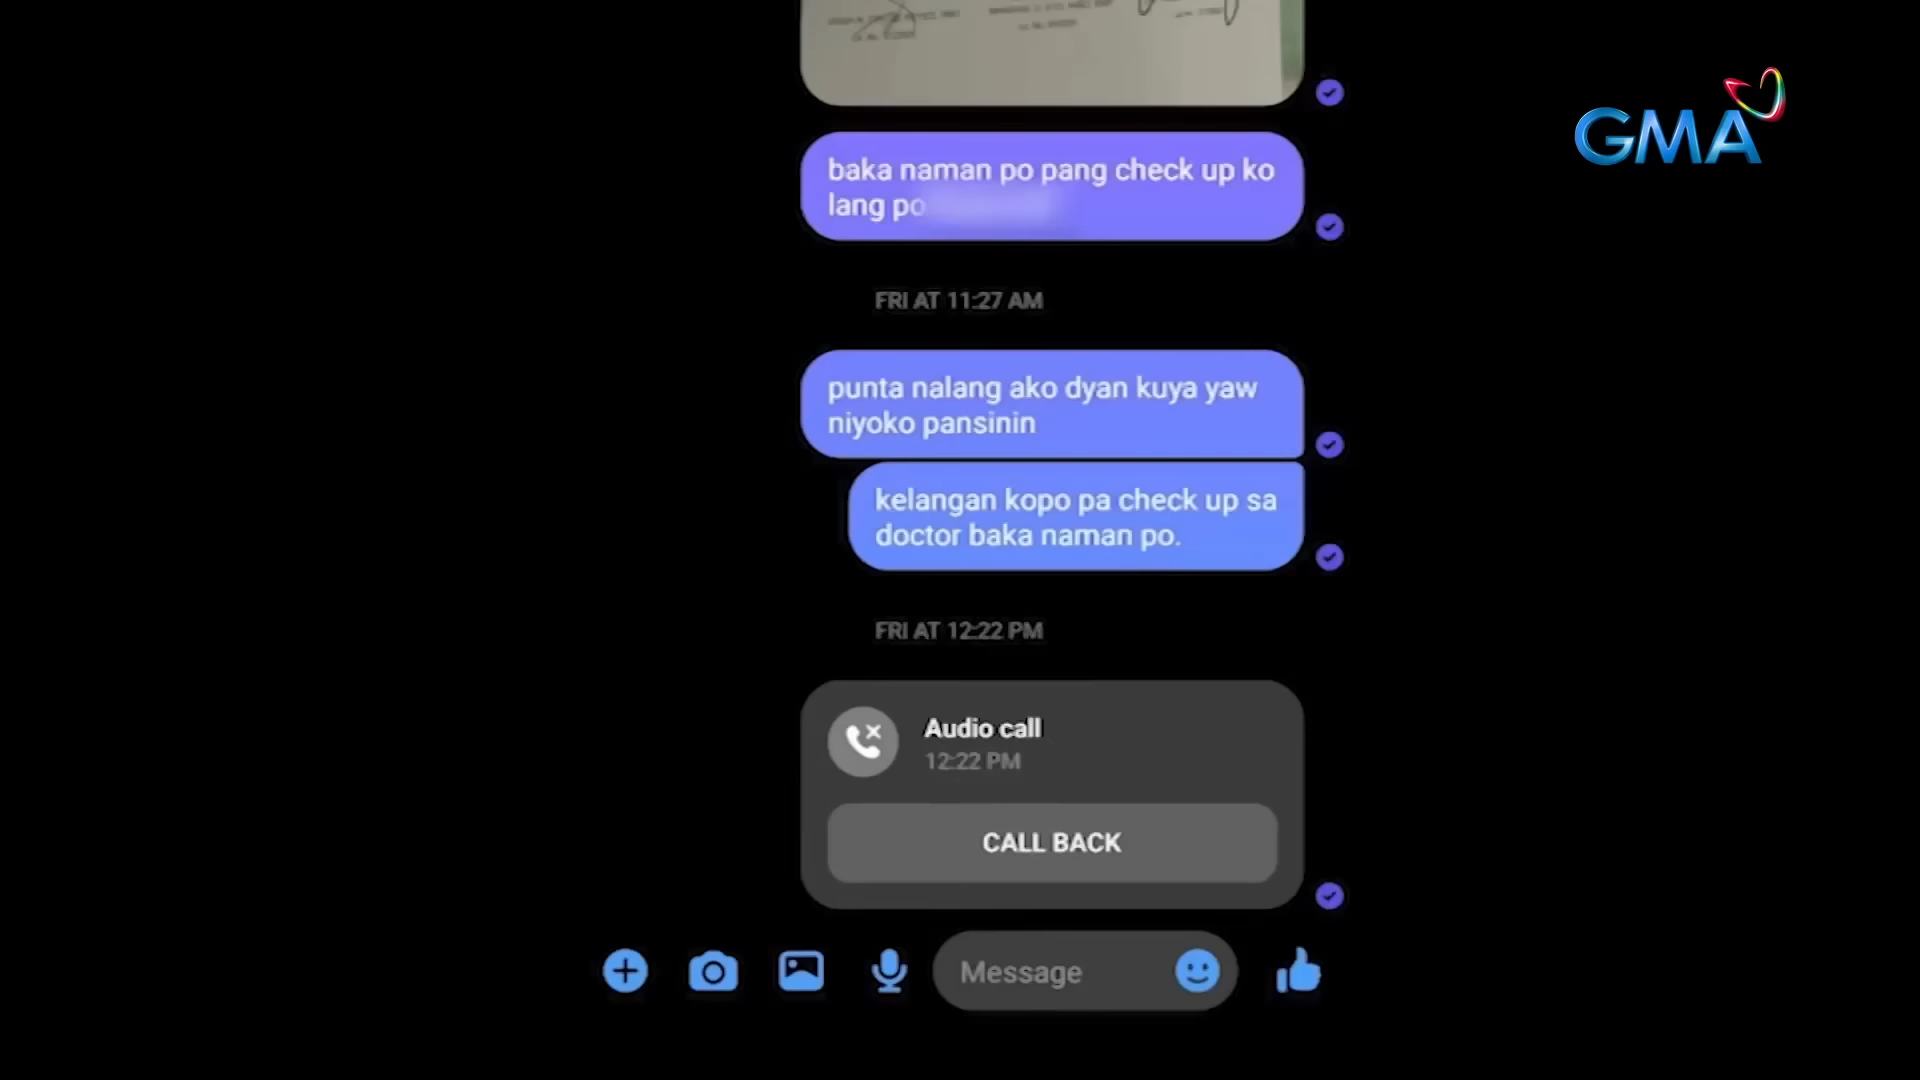 GMA
baka naman po pang check up ko
lang po
FRI AT 11:27 AM
punta nalang ako dyan kuya yaw
niyoko pansinin
kelangan kopo pa check up sa
doctor baka naman po.
FRI AT 12:22 PM
Audio call
12:22 PM
CALL BACK
Message